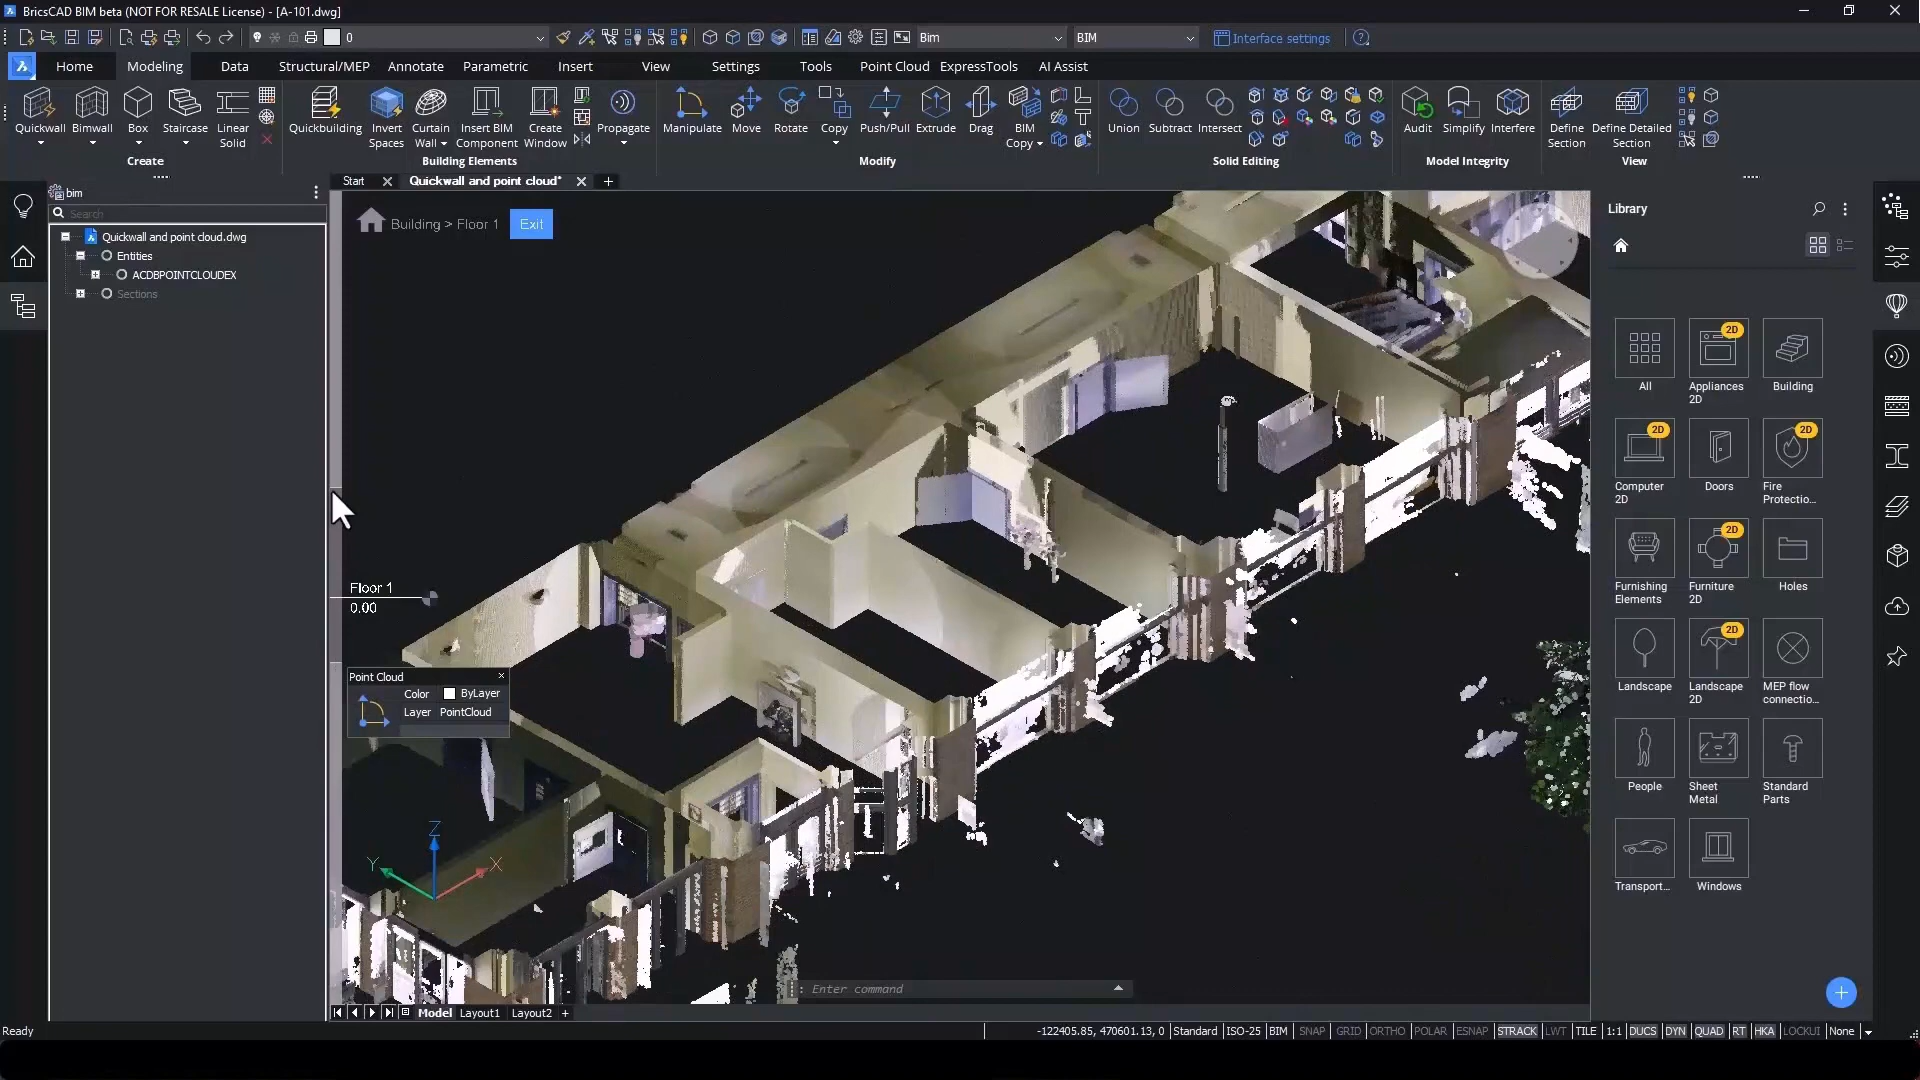 BricsCAD BIM beta (NOT FOR RESALE License) - [A-101.dwg]
0
Bim
BIM
Interface settings
Home
Modeling
Data
Structural/MEP
Annotate
Parametric
Insert
View
Settings
Tools
Point Cloud
ExpressTools
AI Assist
Quickwall
Bimwall
Box
Staircase
Linear
Solid
Create
Quickbuilding
Invert
Spaces
Curtain
Wall
Insert BIM
Component
Create
Window
Propagate
Building Elements
Manipulate
Move
Rotate
Copy
Push/Pull
Extrude
Drag
BIM
Copy
Modify
Union
Subtract
Intersect
Solid Editing
Audit
Simplify
Interfere
Model Integrity
Define
Section
Define Detailed
Section
View
bim
Search
Quickwall and point cloud.dwg
Entities
ACDBPOINTCLOUDEX
Sections
Start
Quickwall and point cloud*
Building > Floor 1
Exit
Floor 1
0.00
Point Cloud
Color ByLayer
Layer PointCloud
Z
Y
X
: Enter command
Model
Layout1
Layout2
Library
All
2D
Appliances
2D
Building
2D
Computer
2D
Doors
2D
Fire
Protectio...
Furnishing
Elements
2D
Furniture
2D
Holes
Landscape
2D
Landscape
2D
MEP flow
connectio...
People
Sheet
Metal
Standard
Parts
Transport...
Windows
Ready
-122405.85, 470601.13, 0 Standard ISO-25 BIM SNAP GRID ORTHO POLAR ESNAP STRACK LWT TILE 1:1 DUCS DYN QUAD RT HKA LOCKUI None